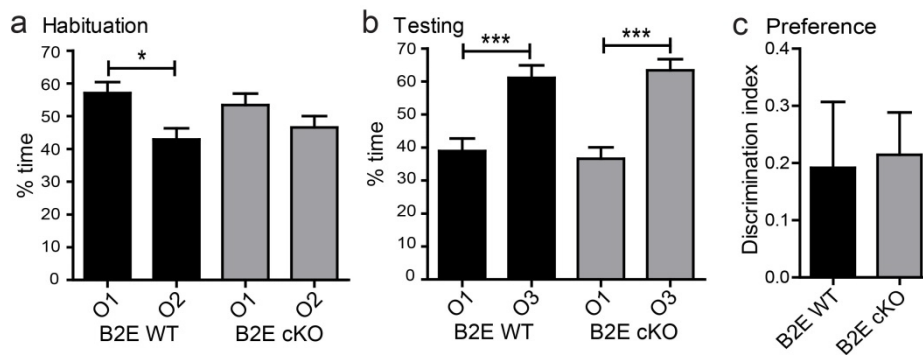 a Habituation
% time
70
60
50
40
30
20
10
0
*
O1 O2 O1 O2
B2E WT B2E cKO
b Testing
% time
70
60
50
40
30
20
10
0
*** ***
O1 O3 O1 O3
B2E WT B2E cKO
c Preference
Discrimination index
0.4
0.3
0.2
0.1
0.0
B2E WT
B2E cKO